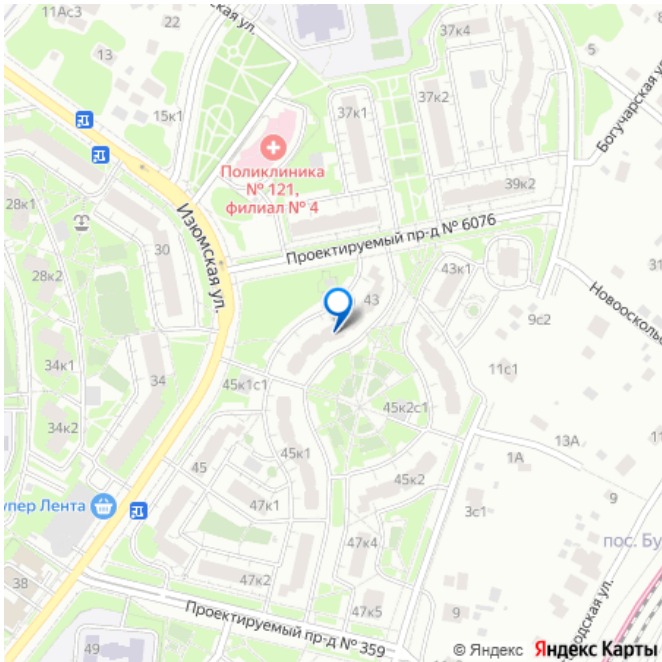 11Ас3
22
ская ул.
13
37к4
5
15к1
37к1
37к2
Богучарская ул.
Поликлиника
№ 121,
филиал № 4
28к1
30
Изюмская ул.
39к2
Проектируемый пр-д № 6076
28к2
43к1
31
Новооскольс
43
9с2
34к1
34
45к1с1
11с1
45к2с1
34к2
45
45к1
13А
1А
45к2
9
упер Лента
47к1
3с1
47к4
пос. Бу
38
47к2
Проектируемый пр-д № 359
47к5
9
одская ул.
49
© Яндекс Яндекс Карты